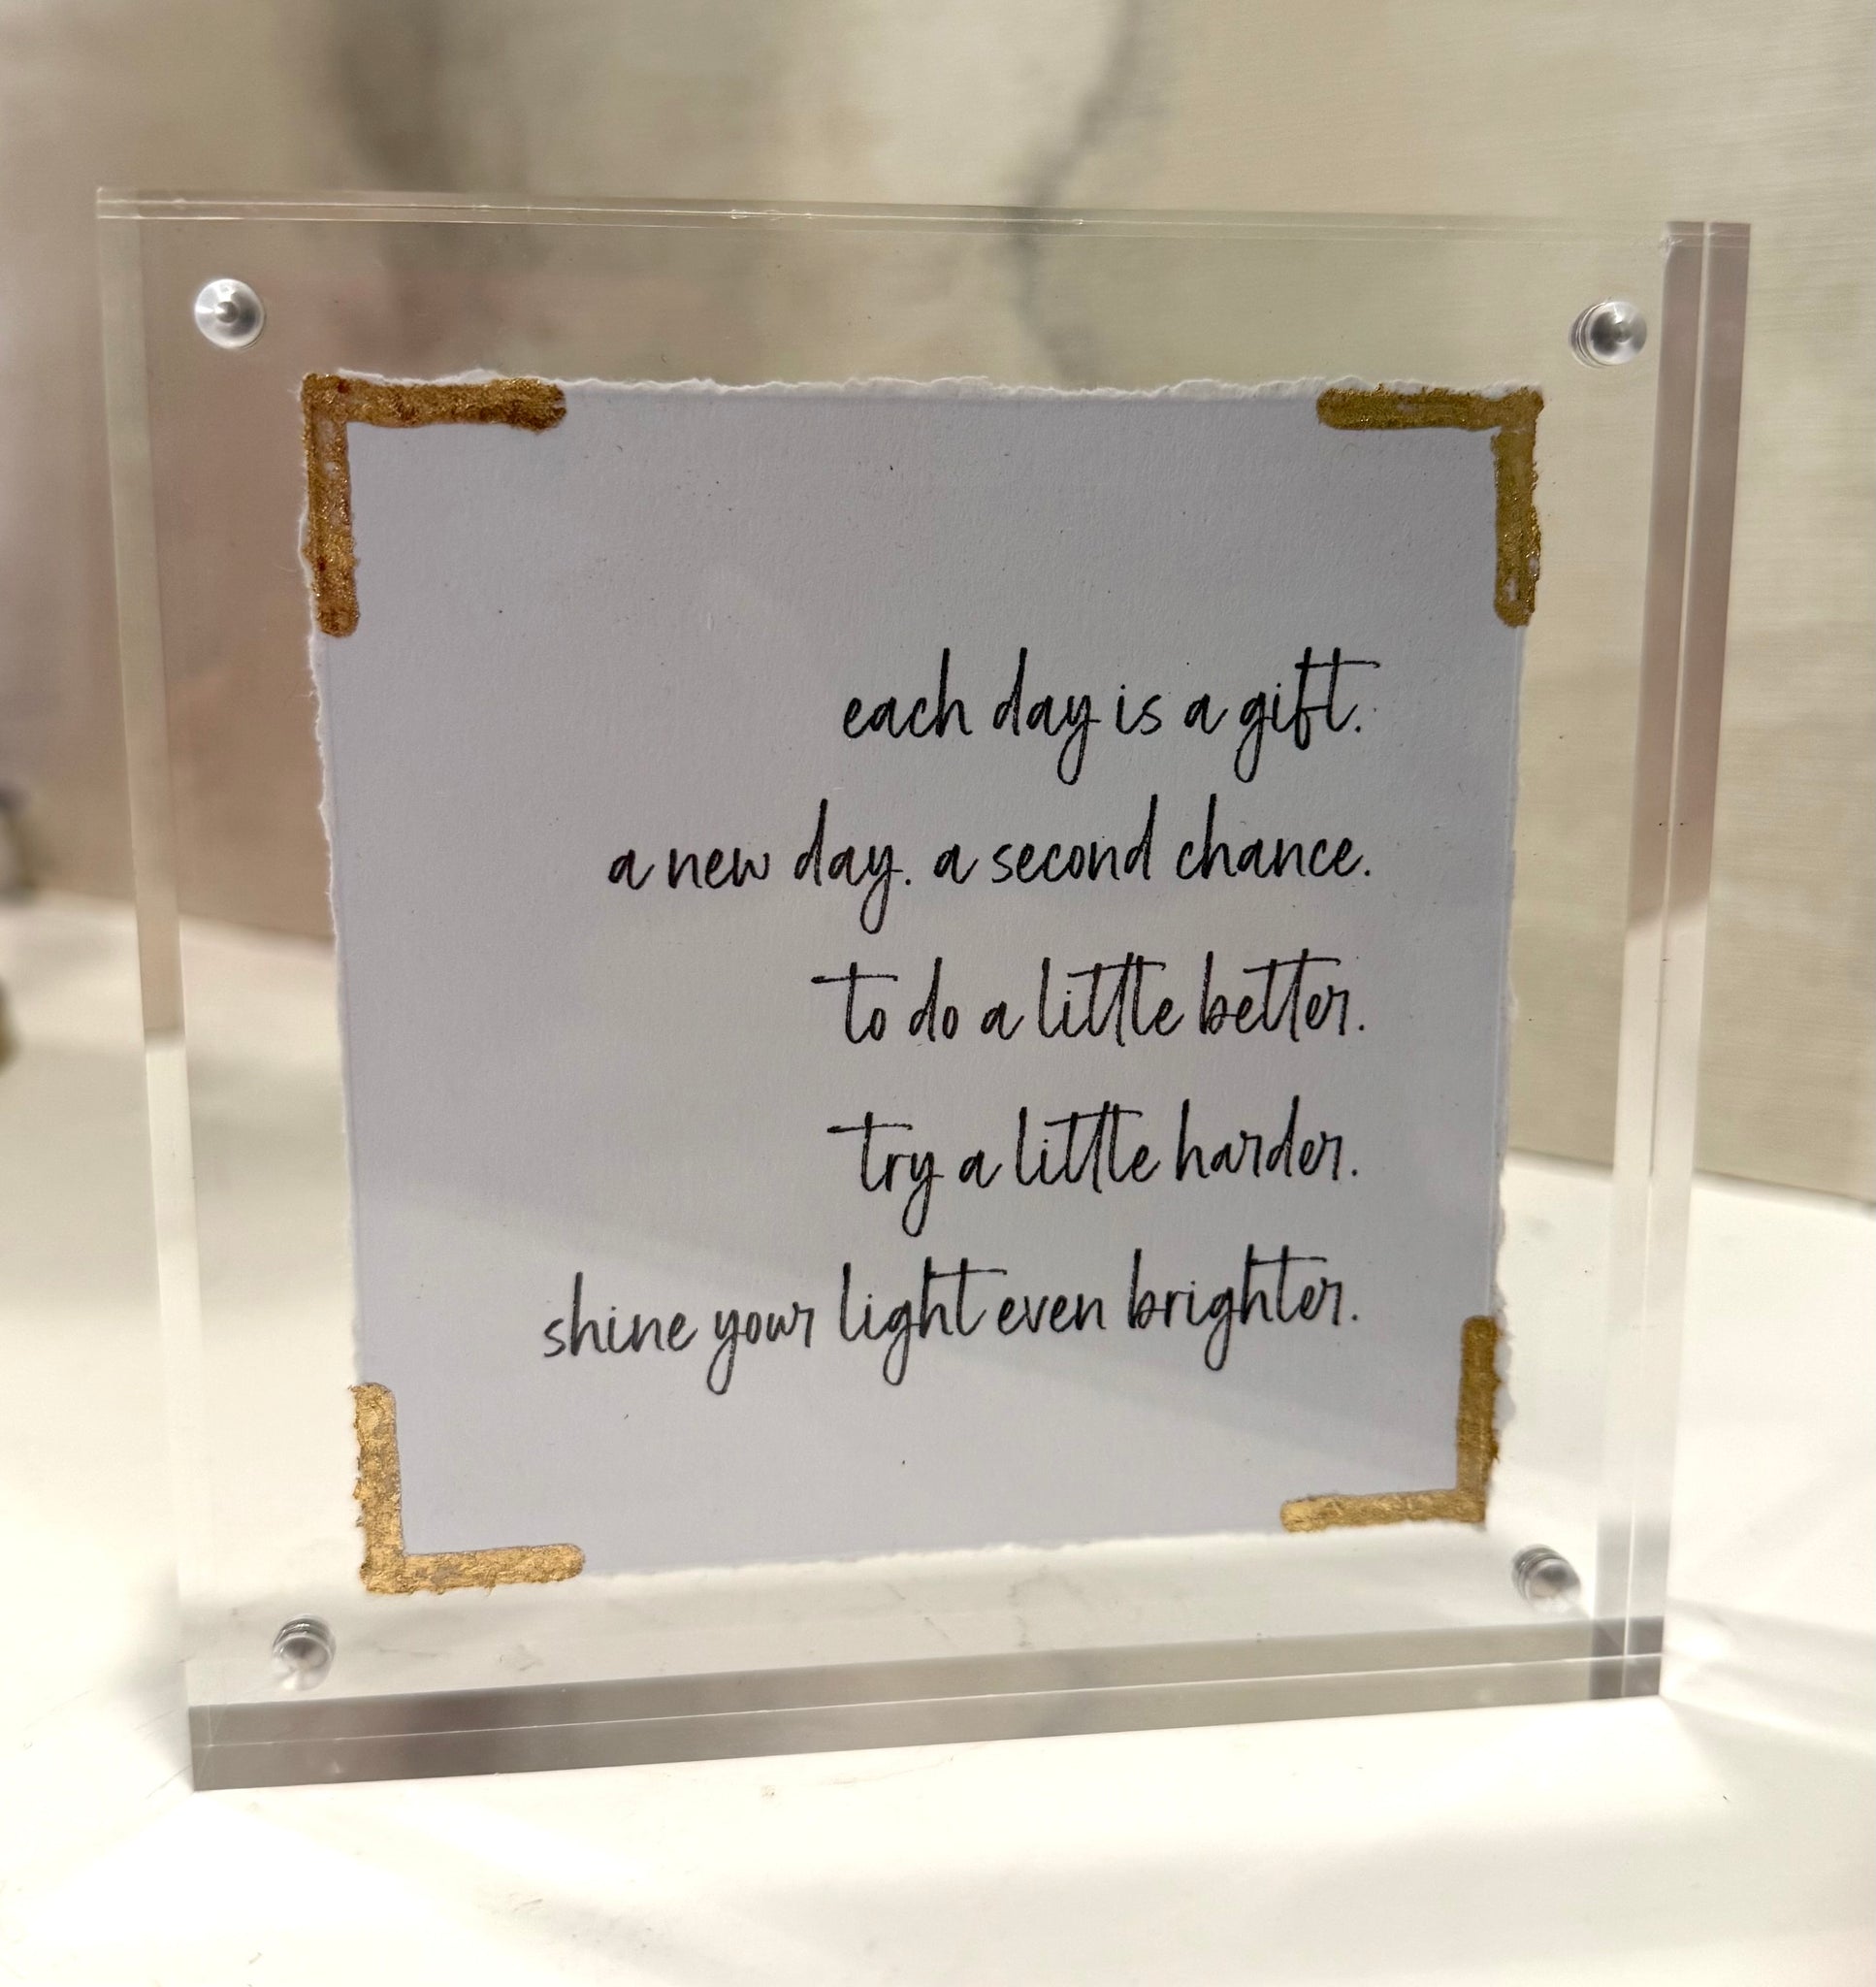 each day is a gift.
a new day. a second chance.
to do a little better.
try a little harder.
shine your light even brighter.